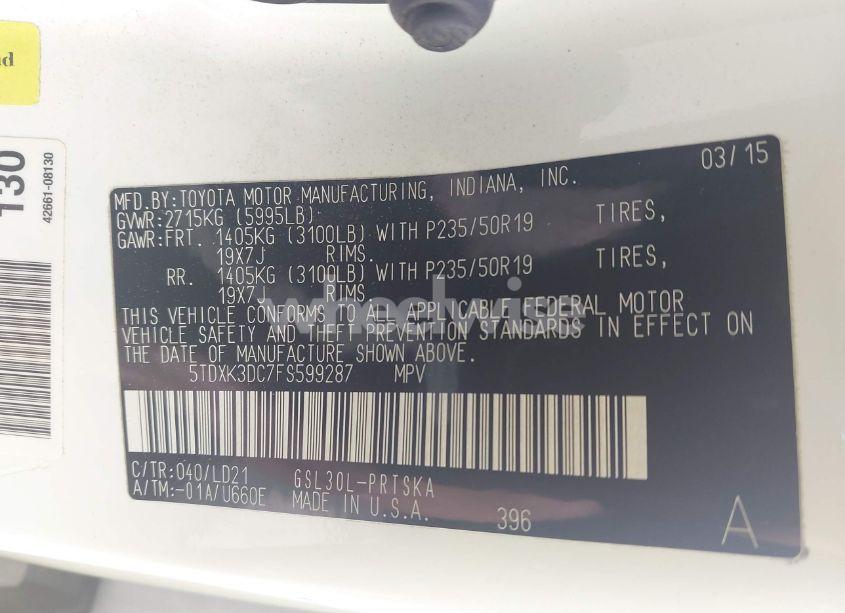 nd
130
42661-08130
03/15
MFD.BY:TOYOTA MOTOR MANUFACTURING, INDIANA, INC.
GVWR:2715KG (5995LB)
GAWR:FRT. 1405KG (3100LB) WITH P235/50R19 TIRES,
19X7J RIMS.
RR. 1405KG (3100LB) WITH P235/50R19 TIRES,
19X7J RIMS.
THIS VEHICLE CONFORMS TO ALL APPLICABLE FEDERAL MOTOR
VEHICLE SAFETY AND THEFT PREVENTION STANDARDS IN EFFECT ON
THE DATE OF MANUFACTURE SHOWN ABOVE.
5TDXK3DC7FS599287 MPV
C/TR:040/LD21 GSL30L-PRTSKA
A/TM:-01A/U660E MADE IN U.S.A. 396
A
wheelwise